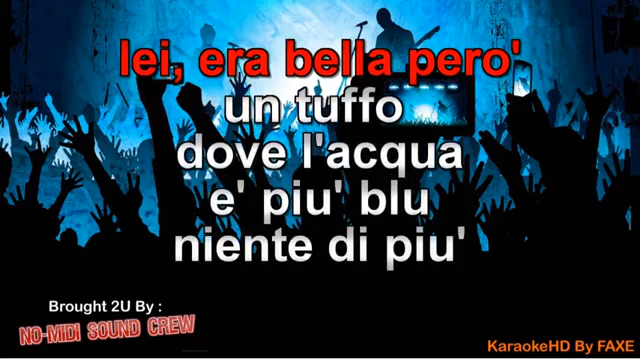 lei, era bella pero'
un tuffo
dove l'acqua
e' piu' blu
niente di piu'
Brought 2U By :
NO-MIDI SOUND CREW
KaraokeHD By FAXE